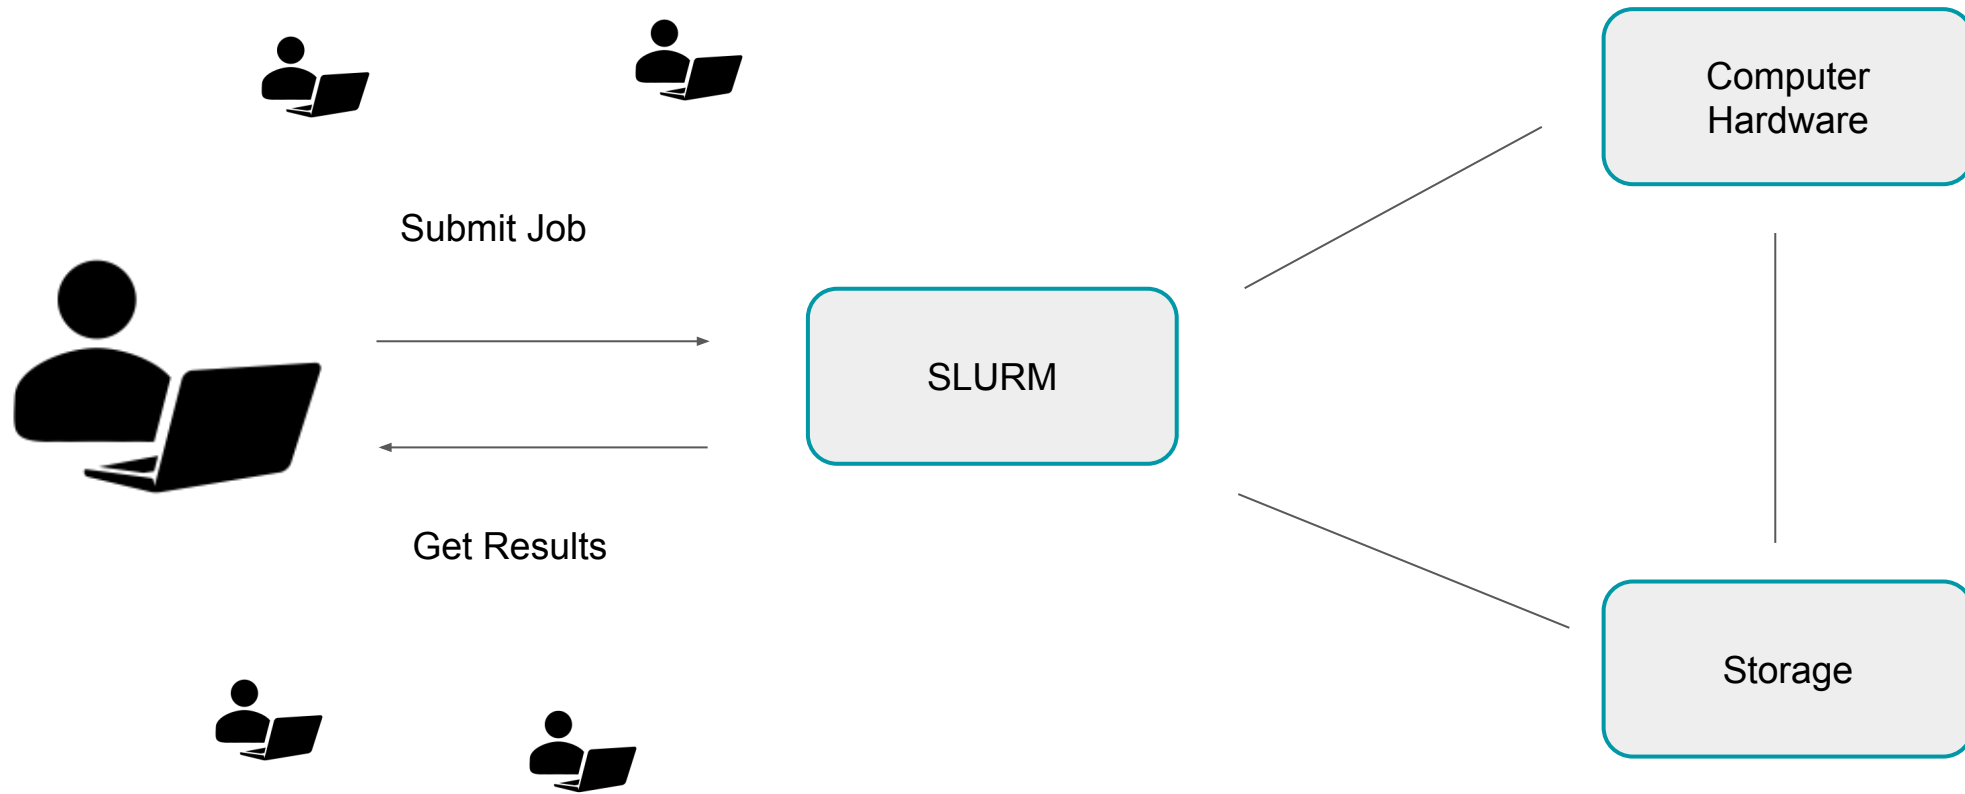 Submit Job
Get Results
SLURM
Computer
Hardware
Storage